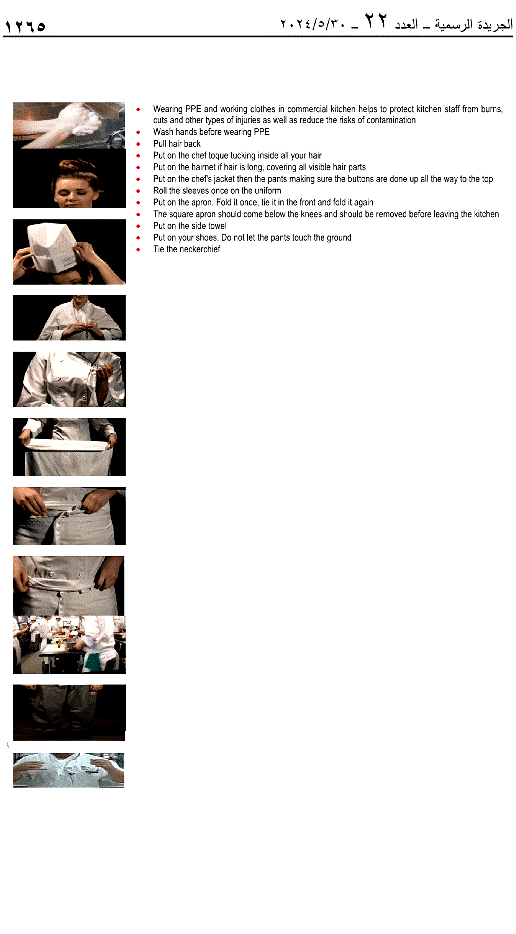 ١٢٦٥
الجريدة الرسمية ــ العدد ٢٢ ــ ٢٠٢٤/٥/٣٠
• Wearing PPE and working clothes in commercial kitchen helps to protect kitchen staff from burns,
cuts and other types of injuries as well as reduce the risks of contamination
• Wash hands before wearing PPE
• Pull hair back
• Put on the chef toque tucking inside all your hair
• Put on the hairnet if hair is long, covering all visible hair parts
• Put on the chef's jacket then the pants making sure the buttons are done up all the way to the top
• Roll the sleeves once on the uniform
• Put on the apron. Fold it once, tie it in the front and fold it again
• The square apron should come below the knees and should be removed before leaving the kitchen
• Put on the side towel
• Put on your shoes. Do not let the pants touch the ground
• Tie the neckerchief